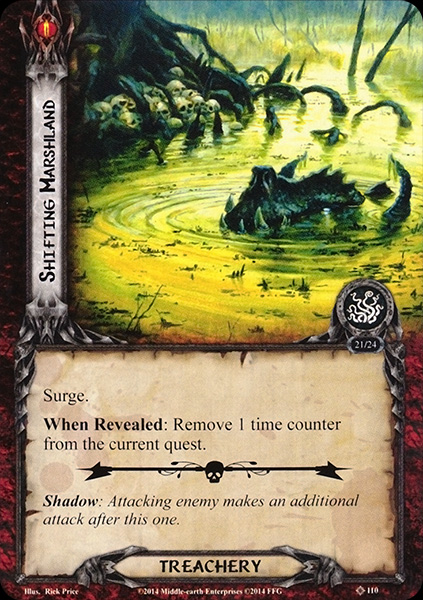 SHIFTING MARSHLAND
21/24
Surge.
When Revealed: Remove 1 time counter
from the current quest.
Shadow: Attacking enemy makes an additional
attack after this one.
TREACHERY
Illus. Rick Price
©2014 Middle-earth Enterprises ©2014 FFG
110